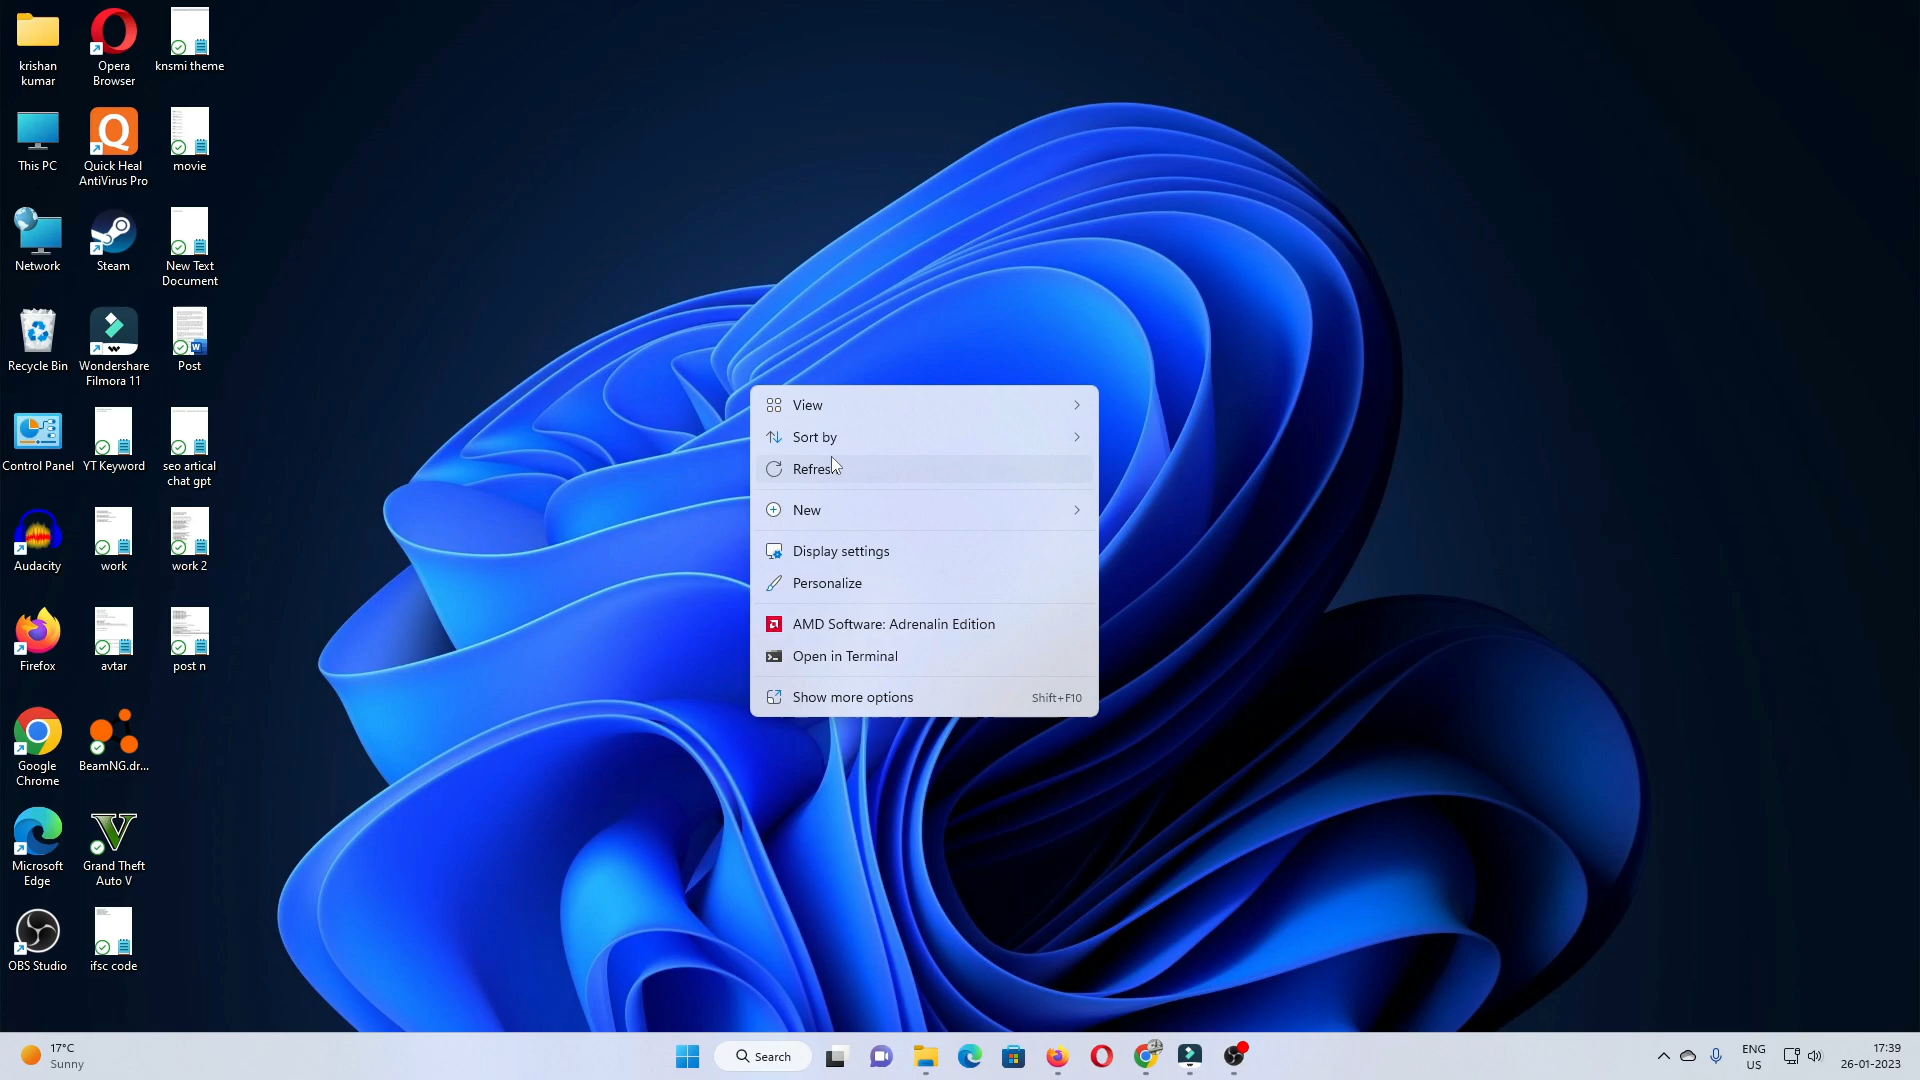 krishan
kumar
Opera
Browser
knsmi theme
This PC
Quick Heal
AntiVirus Pro
movie
Network
Steam
New Text
Document
Recycle Bin
Wondershare
Filmora 11
Post
Control Panel
YT Keyword
seo artical
chat gpt
Audacity
work
work 2
Firefox
avtar
post n
Google
Chrome
BeamNG.dr...
Microsoft
Edge
Grand Theft
Auto V
OBS Studio
ifsc code
View
Sort by
Refresh
New
Display settings
Personalize
AMD Software: Adrenalin Edition
Open in Terminal
Show more options Shift+F10
17°C
Sunny
Search
ENG
US
17:39
26-01-2023